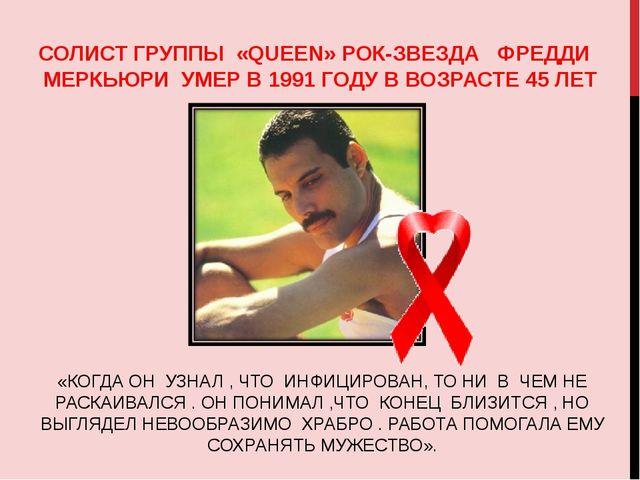 СОЛИСТ ГРУППЫ «QUEEN» РОК-ЗВЕЗДА ФРЕДДИ
МЕРКЬЮРИ УМЕР В 1991 ГОДУ В ВОЗРАСТЕ 45 ЛЕТ
«КОГДА ОН УЗНАЛ , ЧТО ИНФИЦИРОВАН, ТО НИ В ЧЕМ НЕ
РАСКАИВАЛСЯ . ОН ПОНИМАЛ ,ЧТО КОНЕЦ БЛИЗИТСЯ , НО
ВЫГЛЯДЕЛ НЕВООБРАЗИМО ХРАБРО . РАБОТА ПОМОГАЛА ЕМУ
СОХРАНЯТЬ МУЖЕСТВО».